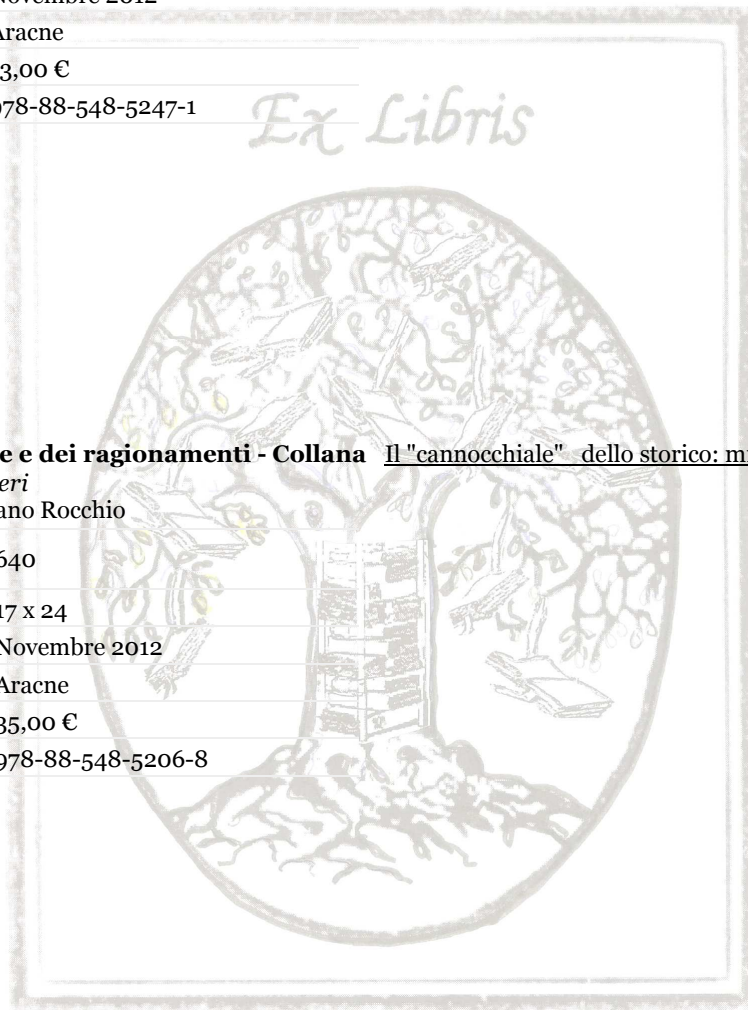 Novembre 2012
Aracne
3,00 €
978-88-548-5247-1
Ex Libris
e e dei ragionamenti - Collana Il "cannocchiale" dello storico: mi
eri
ano Rocchio
640
17 x 24
Novembre 2012
Aracne
35,00 €
978-88-548-5206-8